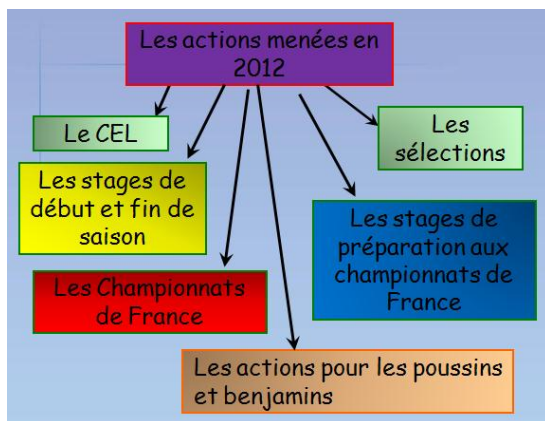 Les actions menées en
2012
Le CEL
Les
sélections
Les stages de
début et fin de
saison
Les stages de
préparation aux
championnats de
France
Les Championnats
de France
Les actions pour les poussins
et benjamins